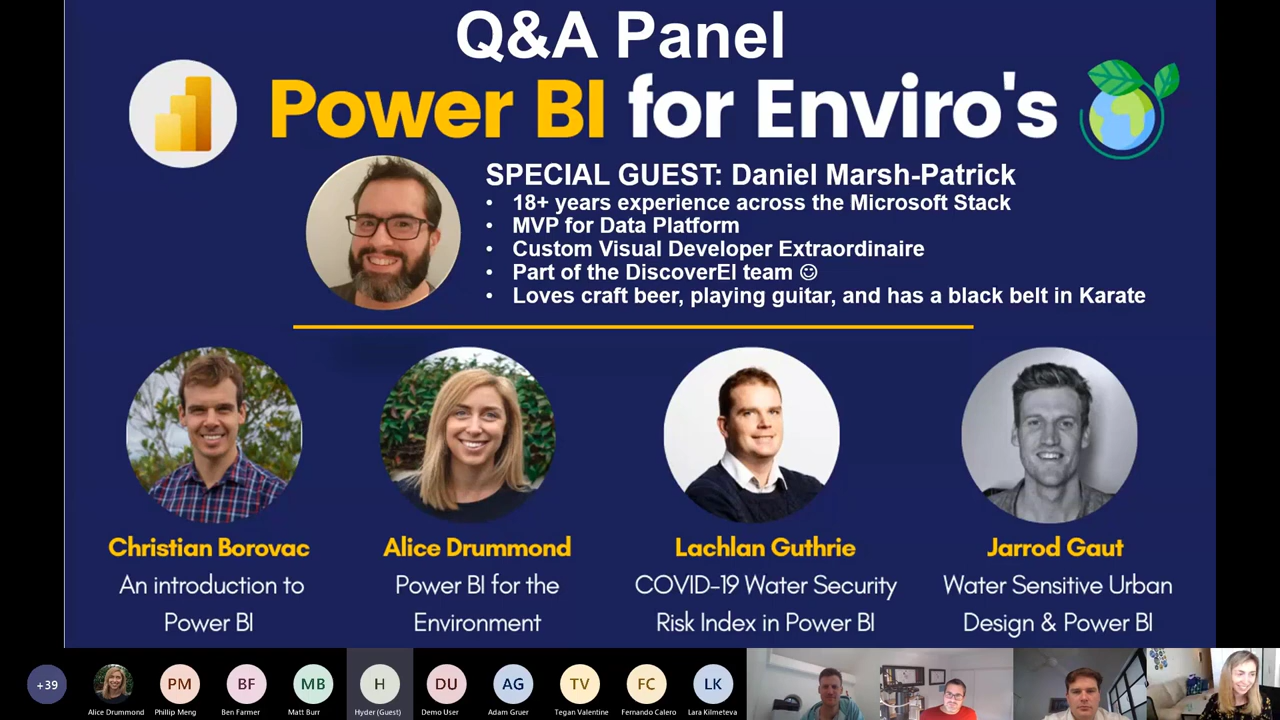 Q&A Panel
Power BI for Enviro's
SPECIAL GUEST: Daniel Marsh-Patrick
• 18+ years experience across the Microsoft Stack
• MVP for Data Platform
• Custom Visual Developer Extraordinaire
• Part of the DiscoverEI team ☺
• Loves craft beer, playing guitar, and has a black belt in Karate
Christian Borovac
An introduction to
Power BI
Alice Drummond
Power BI for the
Environment
Lachlan Guthrie
COVID-19 Water Security
Risk Index in Power BI
Jarrod Gaut
Water Sensitive Urban
Design & Power BI
+39
PM
BF
MB
H
DU
AG
TV
FC
LK
Alice Drummond
Phillip Meng
Ben Farmer
Matt Burr
Hyder (Guest)
Demo User
Adam Gruer
Tegan Valentine
Fernando Calero
Lara Kilmeteva